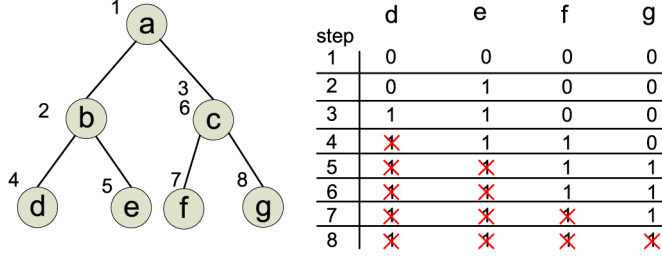 1
a
2
b
3
6
c
4
d
5
e
7
f
8
g
d e f g
step
1 0 0 0 0
2 0 1 0 0
3 1 1 0 0
4 1 1 1 0
5 1 1 1 1
6 1 1 1 1
7 1 1 1 1
8 1 1 1 1